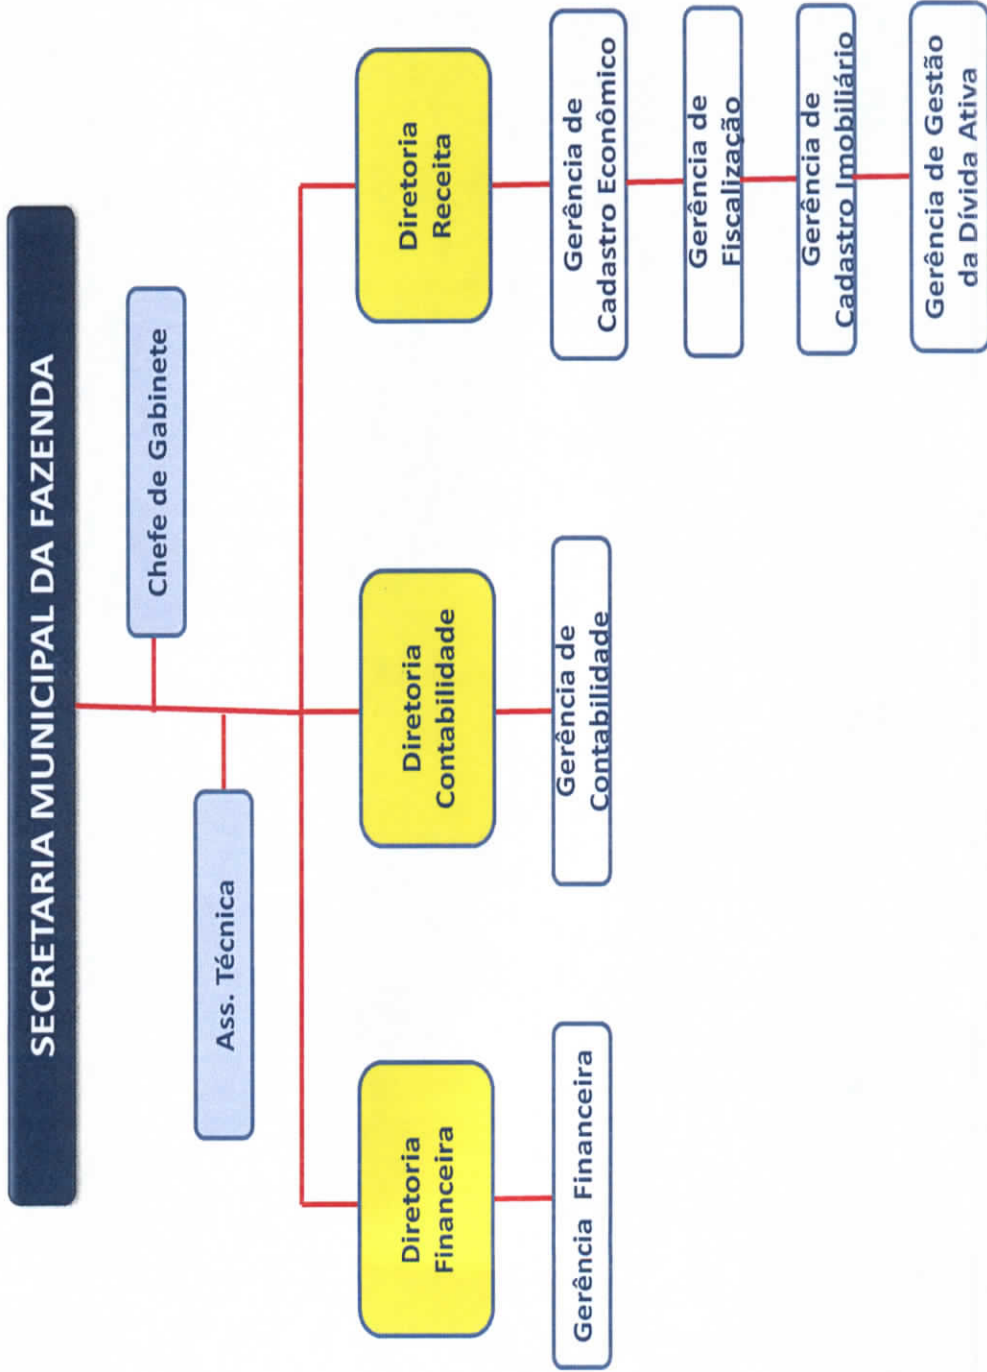 SECRETARIA MUNICIPAL DA FAZENDA
Chefe de Gabinete
Ass. Técnica
Diretoria
Financeira
Diretoria
Contabilidade
Diretoria
Receita
Gerência Financeira
Gerência de
Contabilidade
Gerência de
Cadastro Econômico
Gerência de
Fiscalização
Gerência de
Cadastro Imobiliário
Gerência de Gestão
da Dívida Ativa